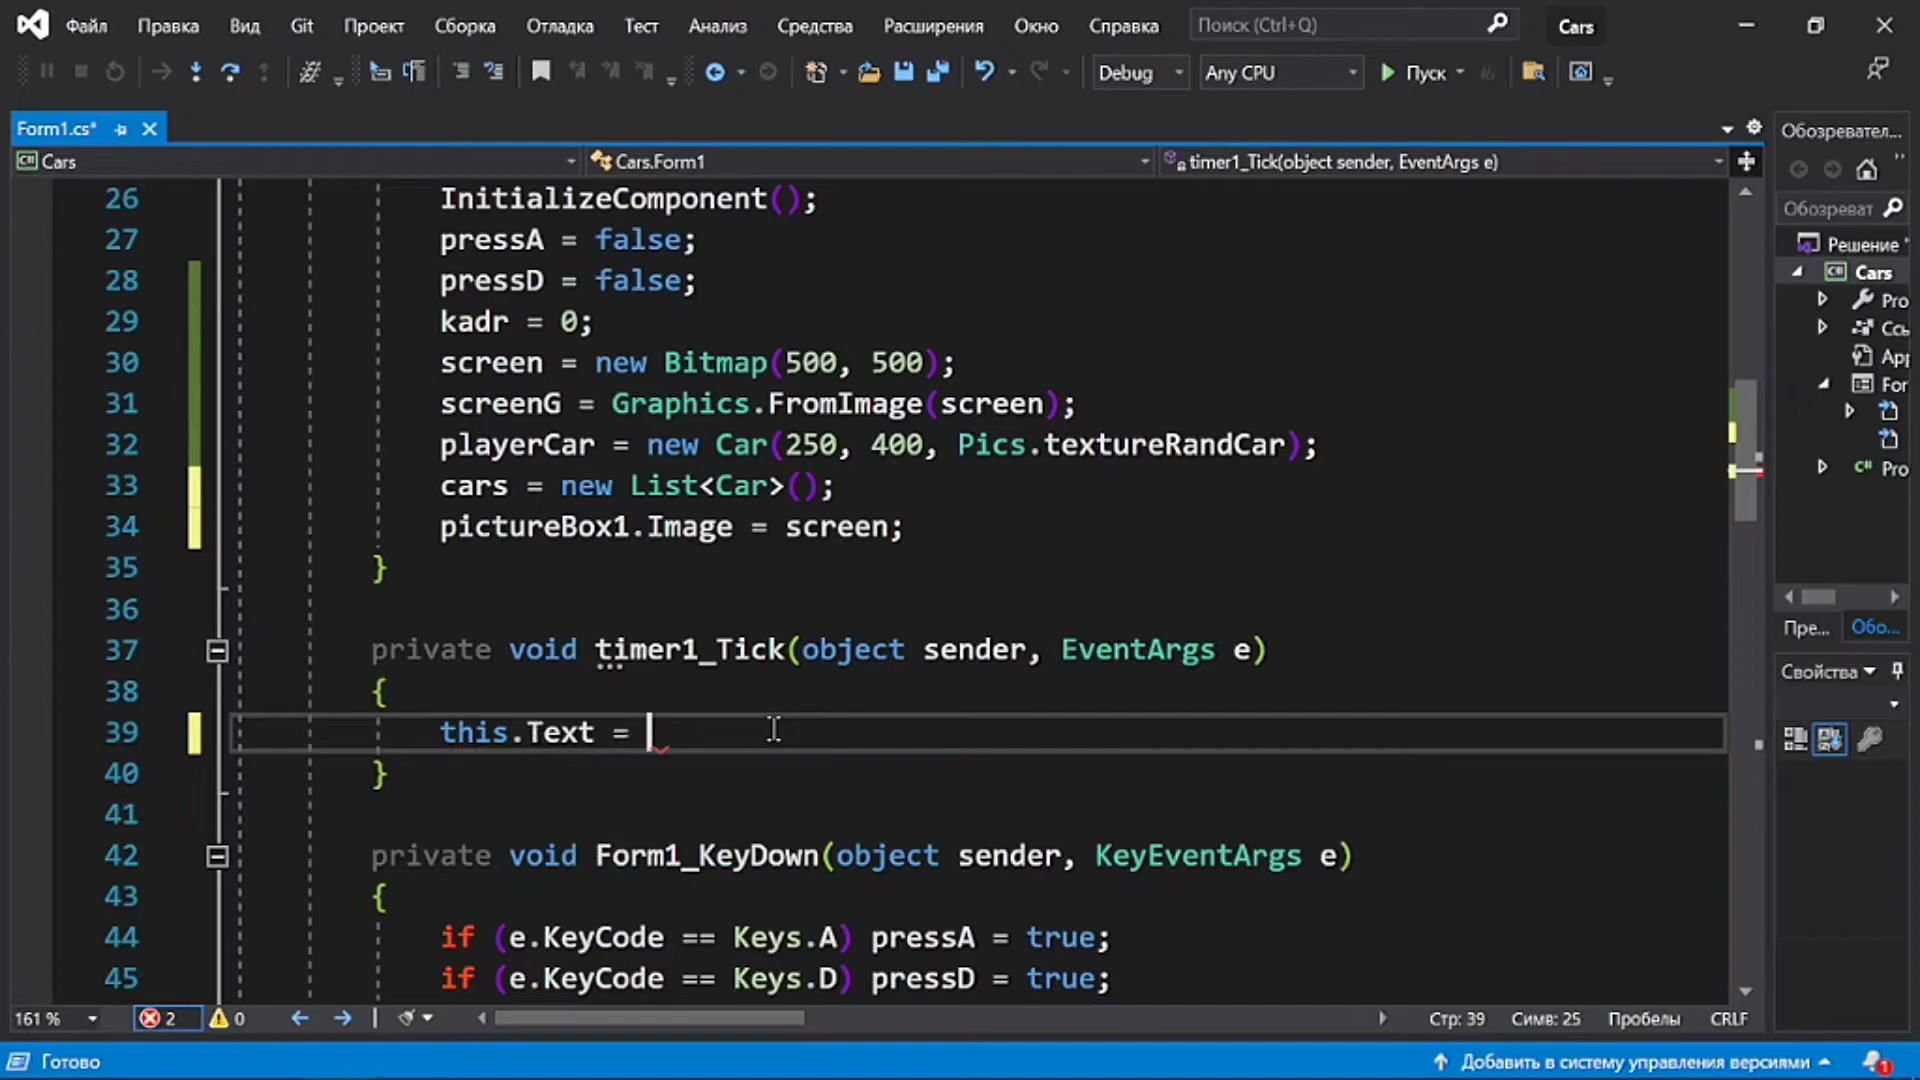 Файл Правка Вид Git Проект Сборка Отладка Тест Анализ Средства Расширения Окно Справка Поиск (Ctrl+Q) Cars
Debug Any CPU Пуск
Form1.cs*
Обозревател...
Cars Cars.Form1 timer1_Tick(object sender, EventArgs e)
Обозреват
Решение
Cars
Pro
Ссы
App
For
Pro
26 InitializeComponent();
27 pressA = false;
28 pressD = false;
29 kadr = 0;
30 screen = new Bitmap(500, 500);
31 screenG = Graphics.FromImage(screen);
32 playerCar = new Car(250, 400, Pics.textureRandCar);
33 cars = new List<Car>();
34 pictureBox1.Image = screen;
35 }
36
37 private void timer1_Tick(object sender, EventArgs e)
38 {
39 this.Text =
40 }
41
42 private void Form1_KeyDown(object sender, KeyEventArgs e)
43 {
44 if (e.KeyCode == Keys.A) pressA = true;
45 if (e.KeyCode == Keys.D) pressD = true;
Пре... Обо...
Свойства
161 % 2 0 Стр: 39 Симв: 25 Пробелы CRLF
Готово Добавить в систему управления версиями 1